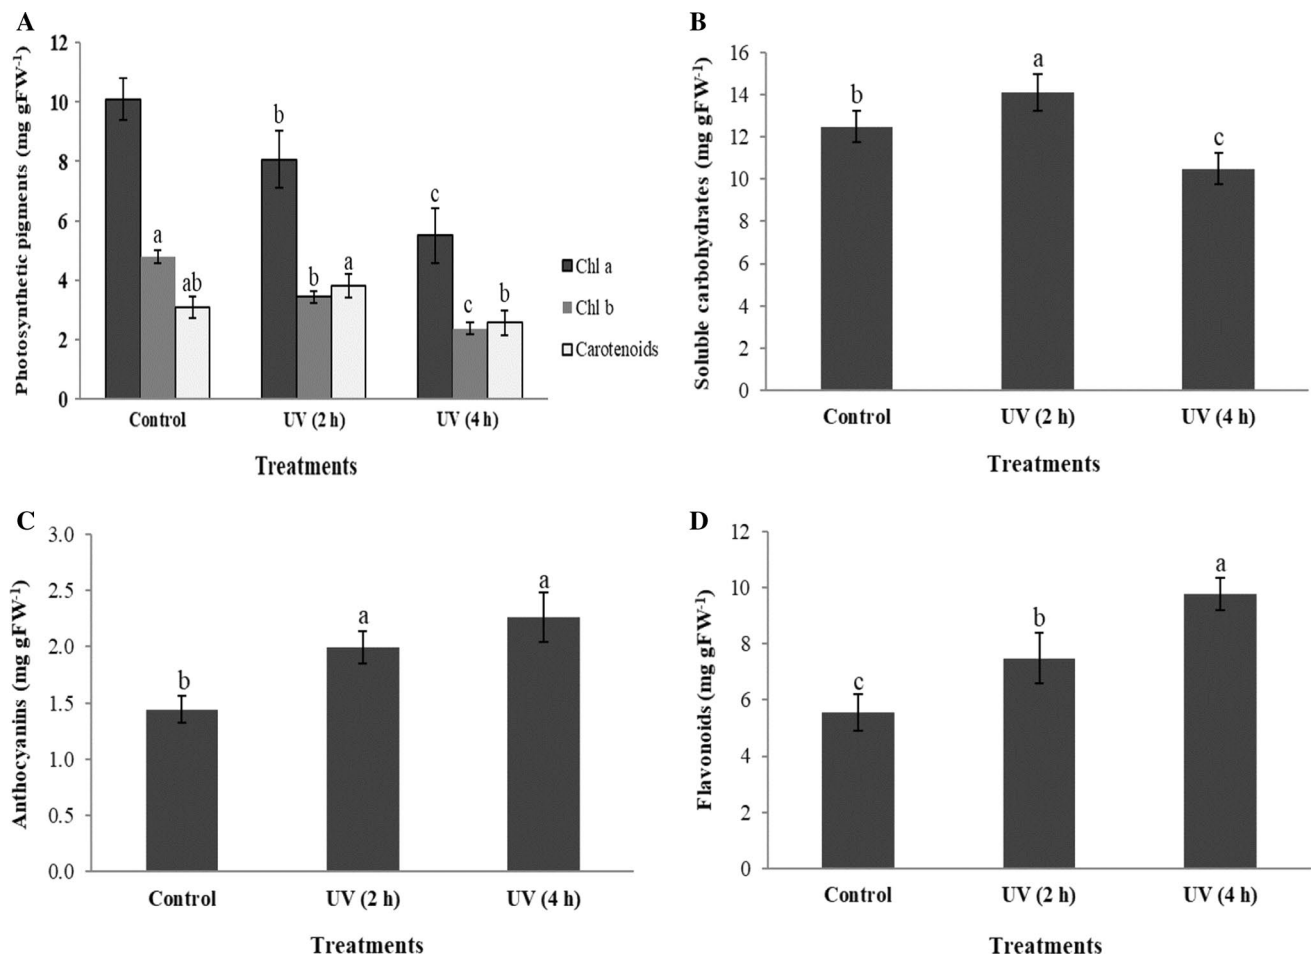 A
Photosynthetic pigments (mg gFW⁻¹)
12
10
8
6
4
2
0
a
ab
b
b
a
c
c
b
Chl a
Chl b
Carotenoids
Control
UV (2 h)
UV (4 h)
Treatments
B
Soluble carbohydrates (mg gFW⁻¹)
16
14
12
10
8
6
4
2
0
b
a
c
Control
UV (2 h)
UV (4 h)
Treatments
C
Anthocyanins (mg gFW⁻¹)
3.0
2.5
2.0
1.5
1.0
0.5
0.0
b
a
a
Control
UV (2 h)
UV (4 h)
Treatments
D
Flavonoids (mg gFW⁻¹)
12
10
8
6
4
2
0
c
b
a
Control
UV (2 h)
UV (4 h)
Treatments